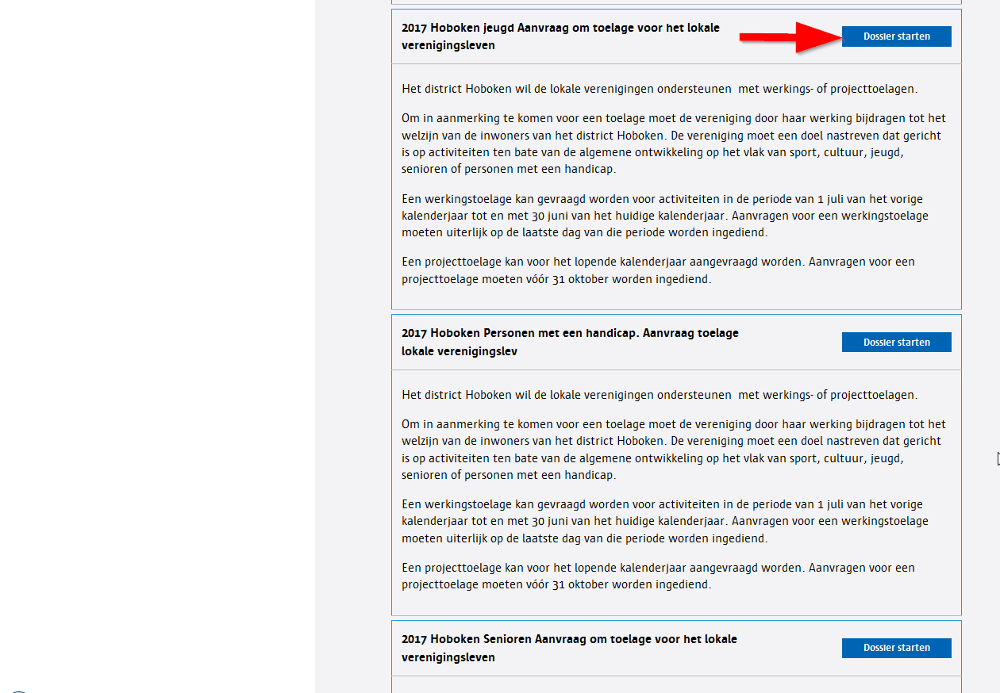 2017 Hoboken jeugd Aanvraag om toelage voor het lokale
verenigingsleven
Dossier starten
Het district Hoboken wil de lokale verenigingen ondersteunen  met werkings- of projecttoelagen.
Om in aanmerking te komen voor een toelage moet de vereniging door haar werking bijdragen tot het
welzijn van de inwoners van het district Hoboken. De vereniging moet een doel nastreven dat gericht
is op activiteiten ten bate van de algemene ontwikkeling op het vlak van sport, cultuur, jeugd,
senioren of personen met een handicap.
Een werkingstoelage kan gevraagd worden voor activiteiten in de periode van 1 juli van het vorige
kalenderjaar tot en met 30 juni van het huidige kalenderjaar. Aanvragen voor een werkingstoelage
moeten uiterlijk op de laatste dag van die periode worden ingediend.
Een projecttoelage kan voor het lopende kalenderjaar aangevraagd worden. Aanvragen voor een
projecttoelage moeten vóór 31 oktober worden ingediend.
2017 Hoboken Personen met een handicap. Aanvraag toelage
lokale verenigingslev
Dossier starten
Het district Hoboken wil de lokale verenigingen ondersteunen  met werkings- of projecttoelagen.
Om in aanmerking te komen voor een toelage moet de vereniging door haar werking bijdragen tot het
welzijn van de inwoners van het district Hoboken. De vereniging moet een doel nastreven dat gericht
is op activiteiten ten bate van de algemene ontwikkeling op het vlak van sport, cultuur, jeugd,
senioren of personen met een handicap.
Een werkingstoelage kan gevraagd worden voor activiteiten in de periode van 1 juli van het vorige
kalenderjaar tot en met 30 juni van het huidige kalenderjaar. Aanvragen voor een werkingstoelage
moeten uiterlijk op de laatste dag van die periode worden ingediend.
Een projecttoelage kan voor het lopende kalenderjaar aangevraagd worden. Aanvragen voor een
projecttoelage moeten vóór 31 oktober worden ingediend.
2017 Hoboken Senioren Aanvraag om toelage voor het lokale
verenigingsleven
Dossier starten